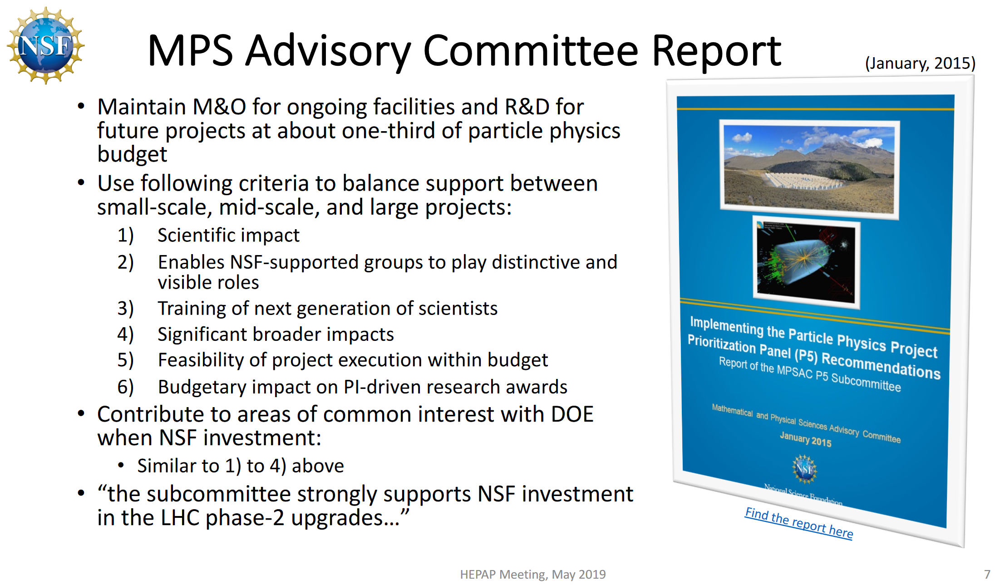 NSF
MPS Advisory Committee Report
(January, 2015)
• Maintain M&O for ongoing facilities and R&D for
future projects at about one-third of particle physics
budget
• Use following criteria to balance support between
small-scale, mid-scale, and large projects:
1) Scientific impact
2) Enables NSF-supported groups to play distinctive and
visible roles
3) Training of next generation of scientists
4) Significant broader impacts
5) Feasibility of project execution within budget
6) Budgetary impact on PI-driven research awards
• Contribute to areas of common interest with DOE
when NSF investment:
• Similar to 1) to 4) above
• “the subcommittee strongly supports NSF investment
in the LHC phase-2 upgrades…”
Implementing the Particle Physics Project
Prioritization Panel (P5) Recommendations
Report of the MPSAC P5 Subcommittee
Mathematical and Physical Sciences Advisory Committee
January 2015
NSF
National Science Foundation
Find the report here
HEPAP Meeting, May 2019
7